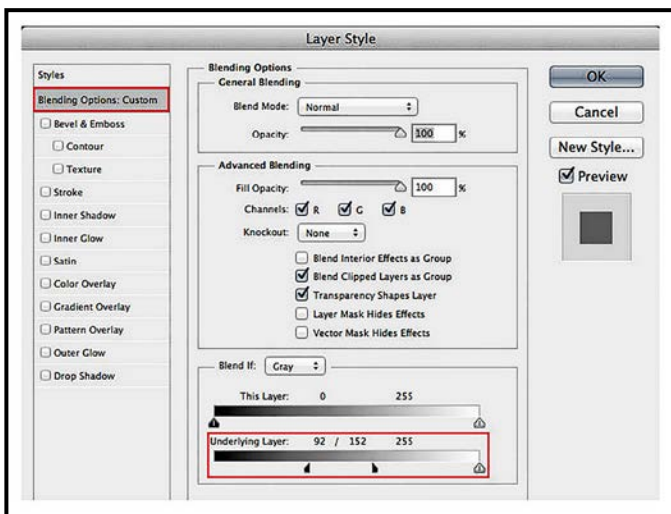 Layer Style
Styles
Blending Options: Custom
Bevel & Emboss
Contour
Texture
Stroke
Inner Shadow
Inner Glow
Satin
Color Overlay
Gradient Overlay
Pattern Overlay
Outer Glow
Drop Shadow
Blending Options
General Blending
Blend Mode: Normal
Opacity: 100 %
Advanced Blending
Fill Opacity: 100 %
Channels: R G B
Knockout: None
Blend Interior Effects as Group
Blend Clipped Layers as Group
Transparency Shapes Layer
Layer Mask Hides Effects
Vector Mask Hides Effects
Blend If: Gray
This Layer: 0 255
Underlying Layer: 92 / 152 255
OK
Cancel
New Style...
Preview